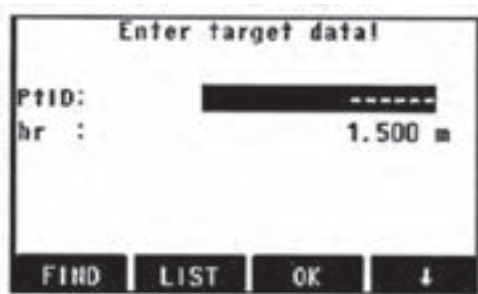 Enter target data!
PtID: ------
hr : 1.500 m
FIND LIST OK ↓